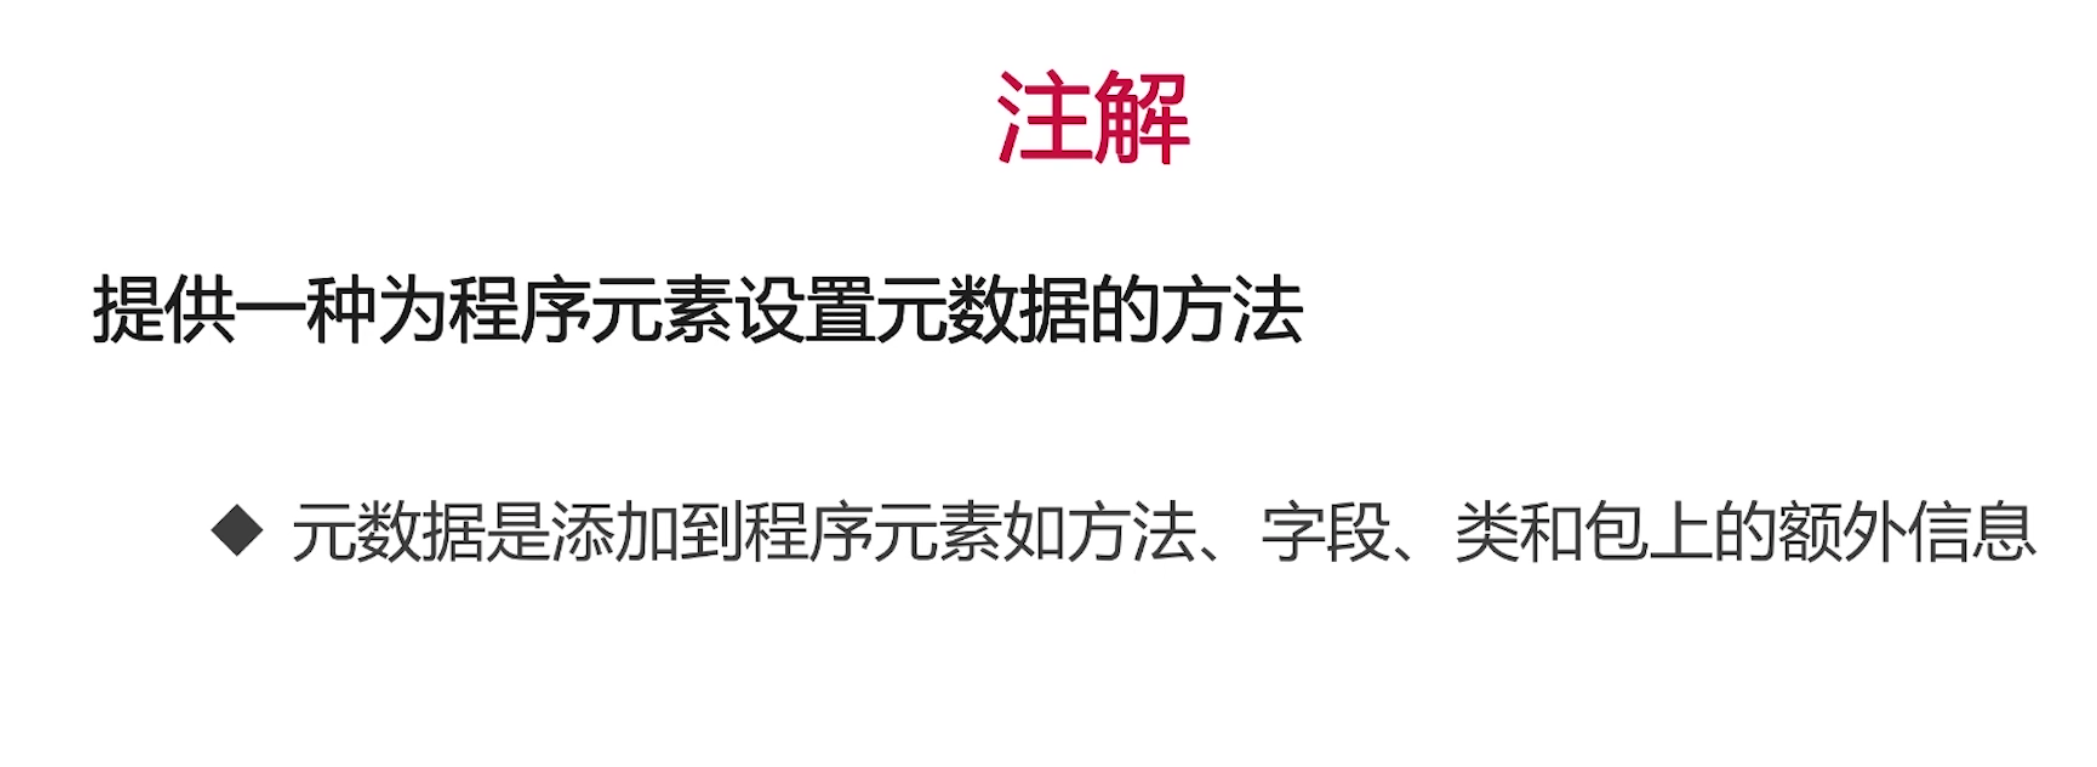 注解
提供一种为程序元素设置元数据的方法
◆ 元数据是添加到程序元素如方法、字段、类和包上的额外信息